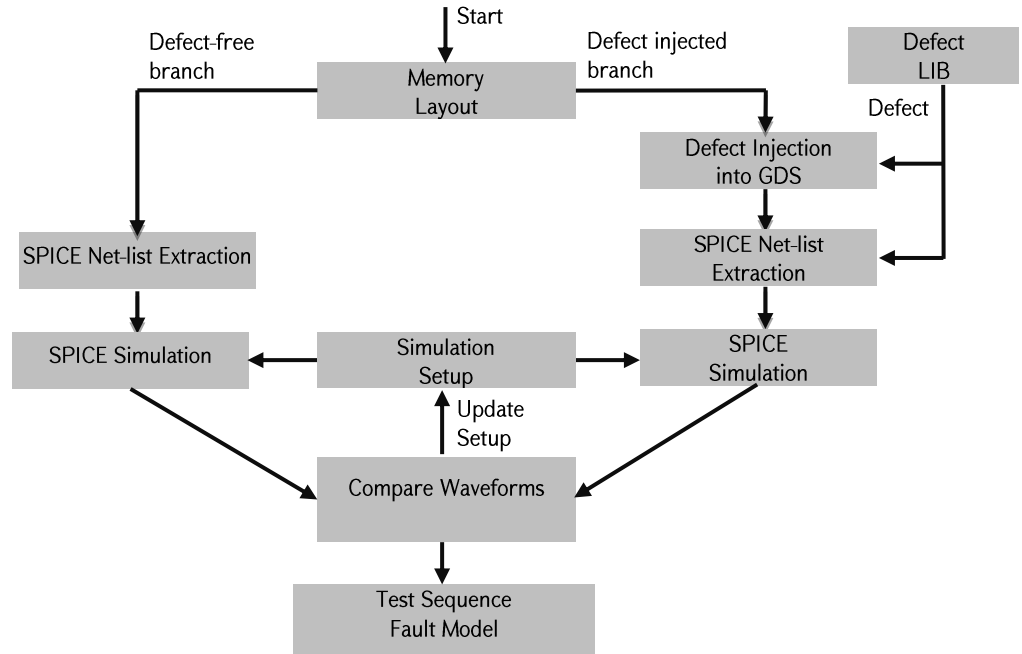 Start
Defect-free
branch
Defect injected
branch
Defect
LIB
Memory
Layout
Defect
Defect Injection
into GDS
SPICE Net-list Extraction
SPICE Net-list
Extraction
SPICE Simulation
Simulation
Setup
SPICE
Simulation
Update
Setup
Compare Waveforms
Test Sequence
Fault Model